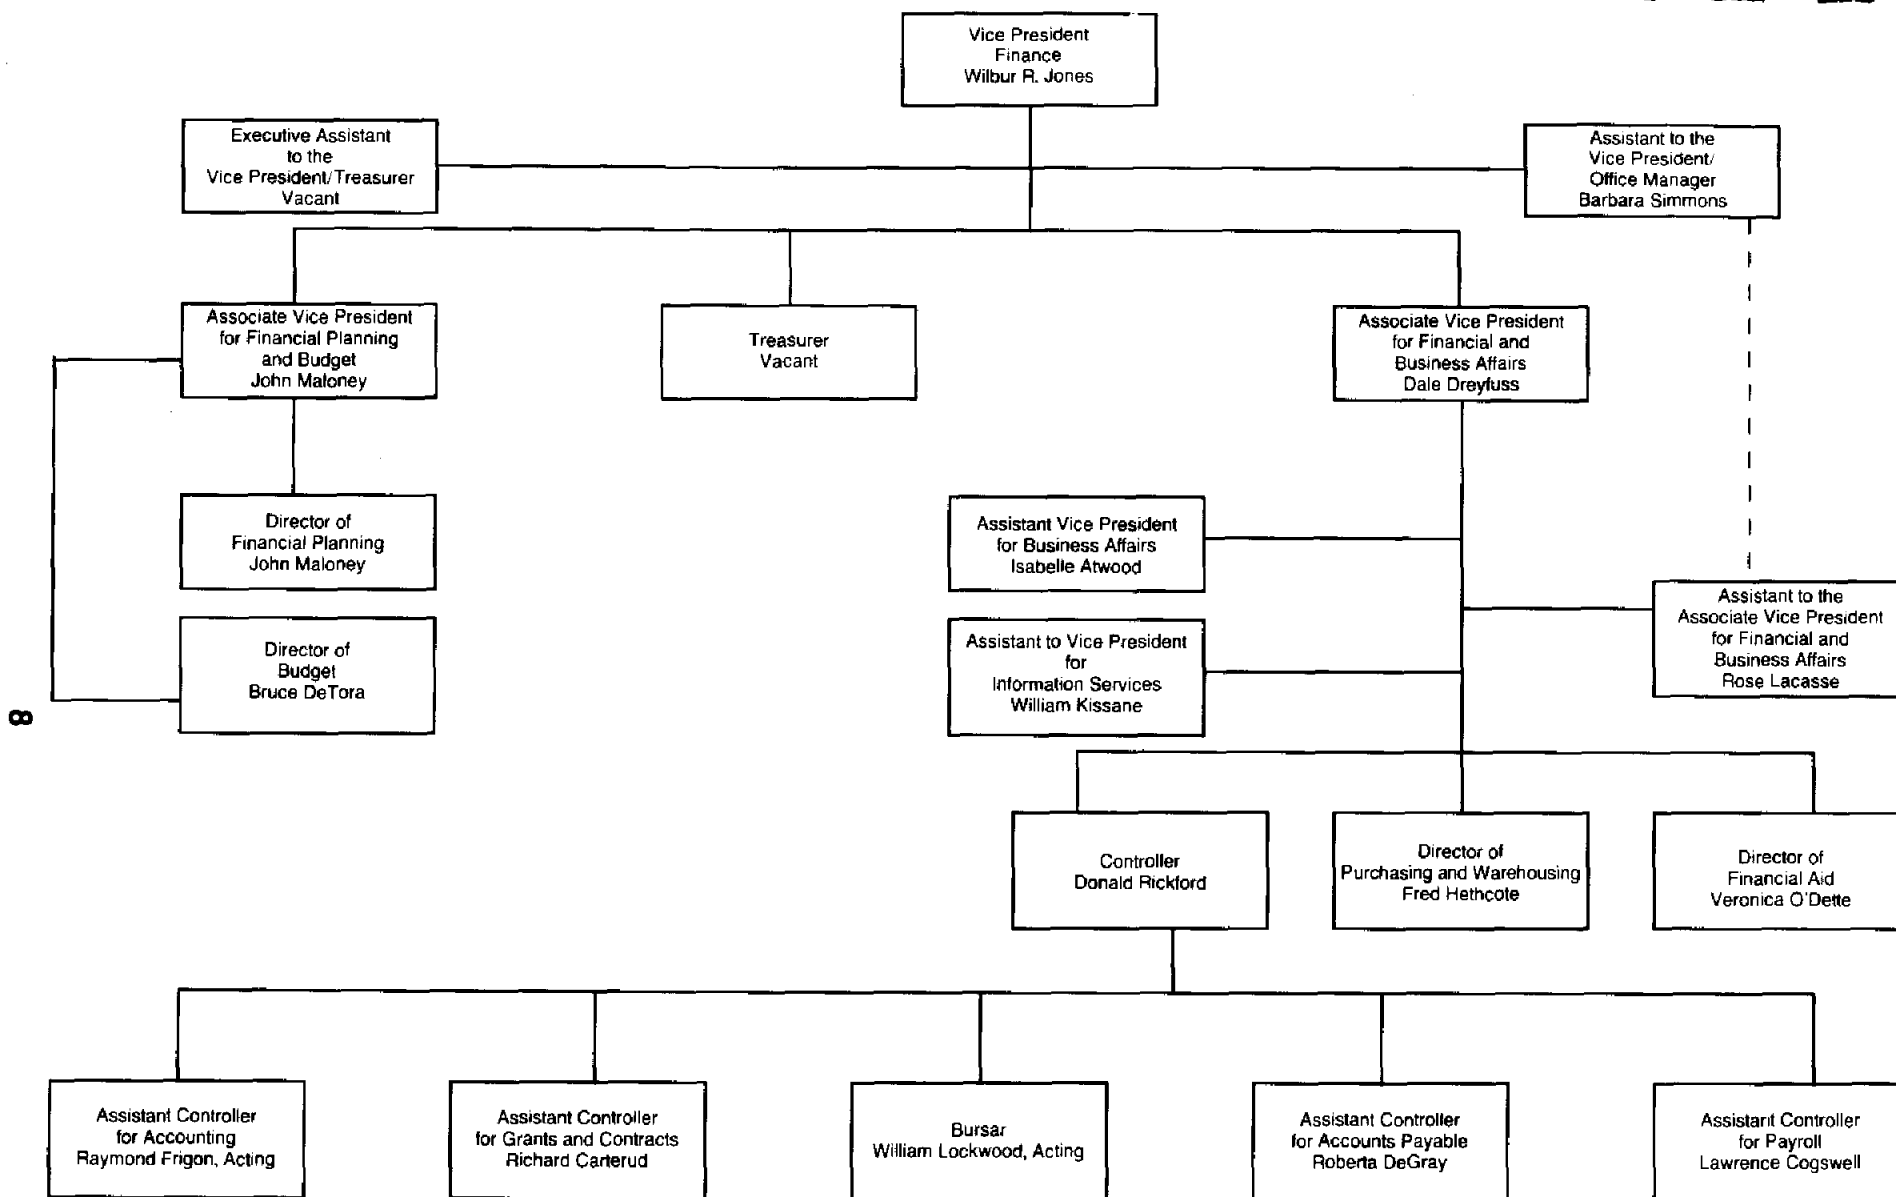 Vice President
Finance
Wilbur R. Jones
Executive Assistant
to the
Vice President/Treasurer
Vacant
Assistant to the
Vice President/
Office Manager
Barbara Simmons
Associate Vice President
for Financial Planning
and Budget
John Maloney
Treasurer
Vacant
Associate Vice President
for Financial and
Business Affairs
Dale Dreyfuss
Director of
Financial Planning
John Maloney
Assistant Vice President
for Business Affairs
Isabelle Atwood
Assistant to the
Associate Vice President
for Financial and
Business Affairs
Rose Lacasse
Director of
Budget
Bruce DeTora
Assistant to Vice President
for
Information Services
William Kissane
8
Controller
Donald Rickford
Director of
Purchasing and Warehousing
Fred Hethcote
Director of
Financial Aid
Veronica O'Dette
Assistant Controller
for Accounting
Raymond Frigon, Acting
Assistant Controller
for Grants and Contracts
Richard Carterud
Bursar
William Lockwood, Acting
Assistant Controller
for Accounts Payable
Roberta DeGray
Assistant Controller
for Payroll
Lawrence Cogswell